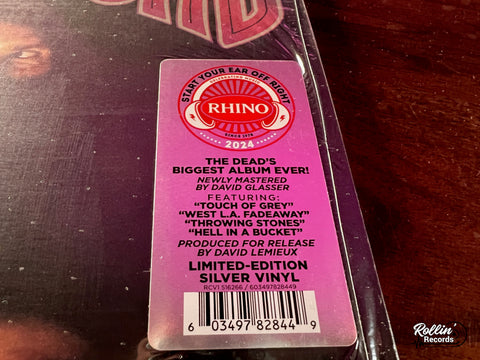 START YOUR EAR OFF RIGHT
CELEBRATING MUSIC
RHINO
SINCE 1978
2024
THE DEAD'S
BIGGEST ALBUM EVER!
NEWLY MASTERED
BY DAVID GLASSER
FEATURING:
"TOUCH OF GREY"
"WEST L.A. FADEAWAY"
"THROWING STONES"
"HELL IN A BUCKET"
PRODUCED FOR RELEASE
BY DAVID LEMIEUX
LIMITED-EDITION
SILVER VINYL
RCV1 516266 / 603497828449
6 03497 82844 9
Rollin'
Records